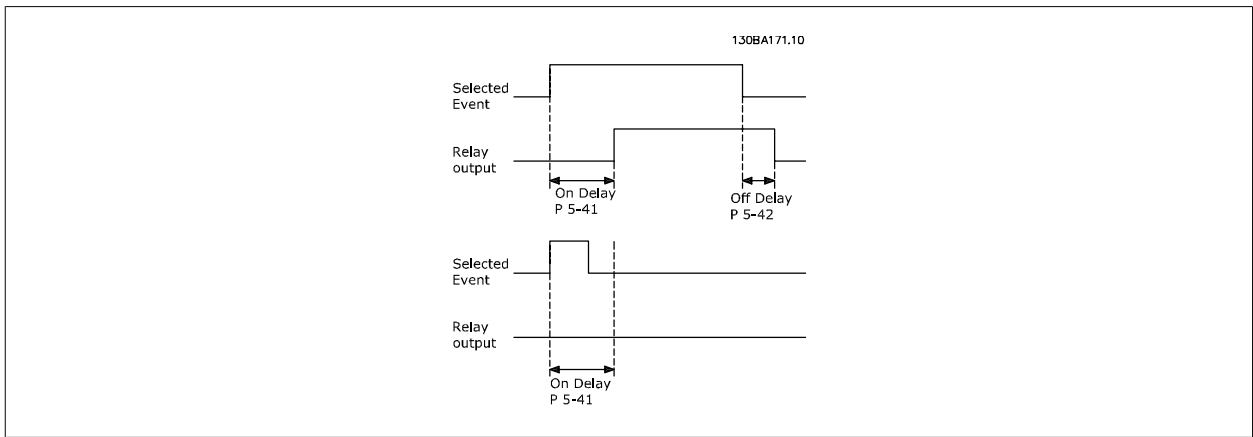 130BA171.10
Selected
Event
Relay
output
On Delay
P 5-41
Off Delay
P 5-42
Selected
Event
Relay
output
On Delay
P 5-41